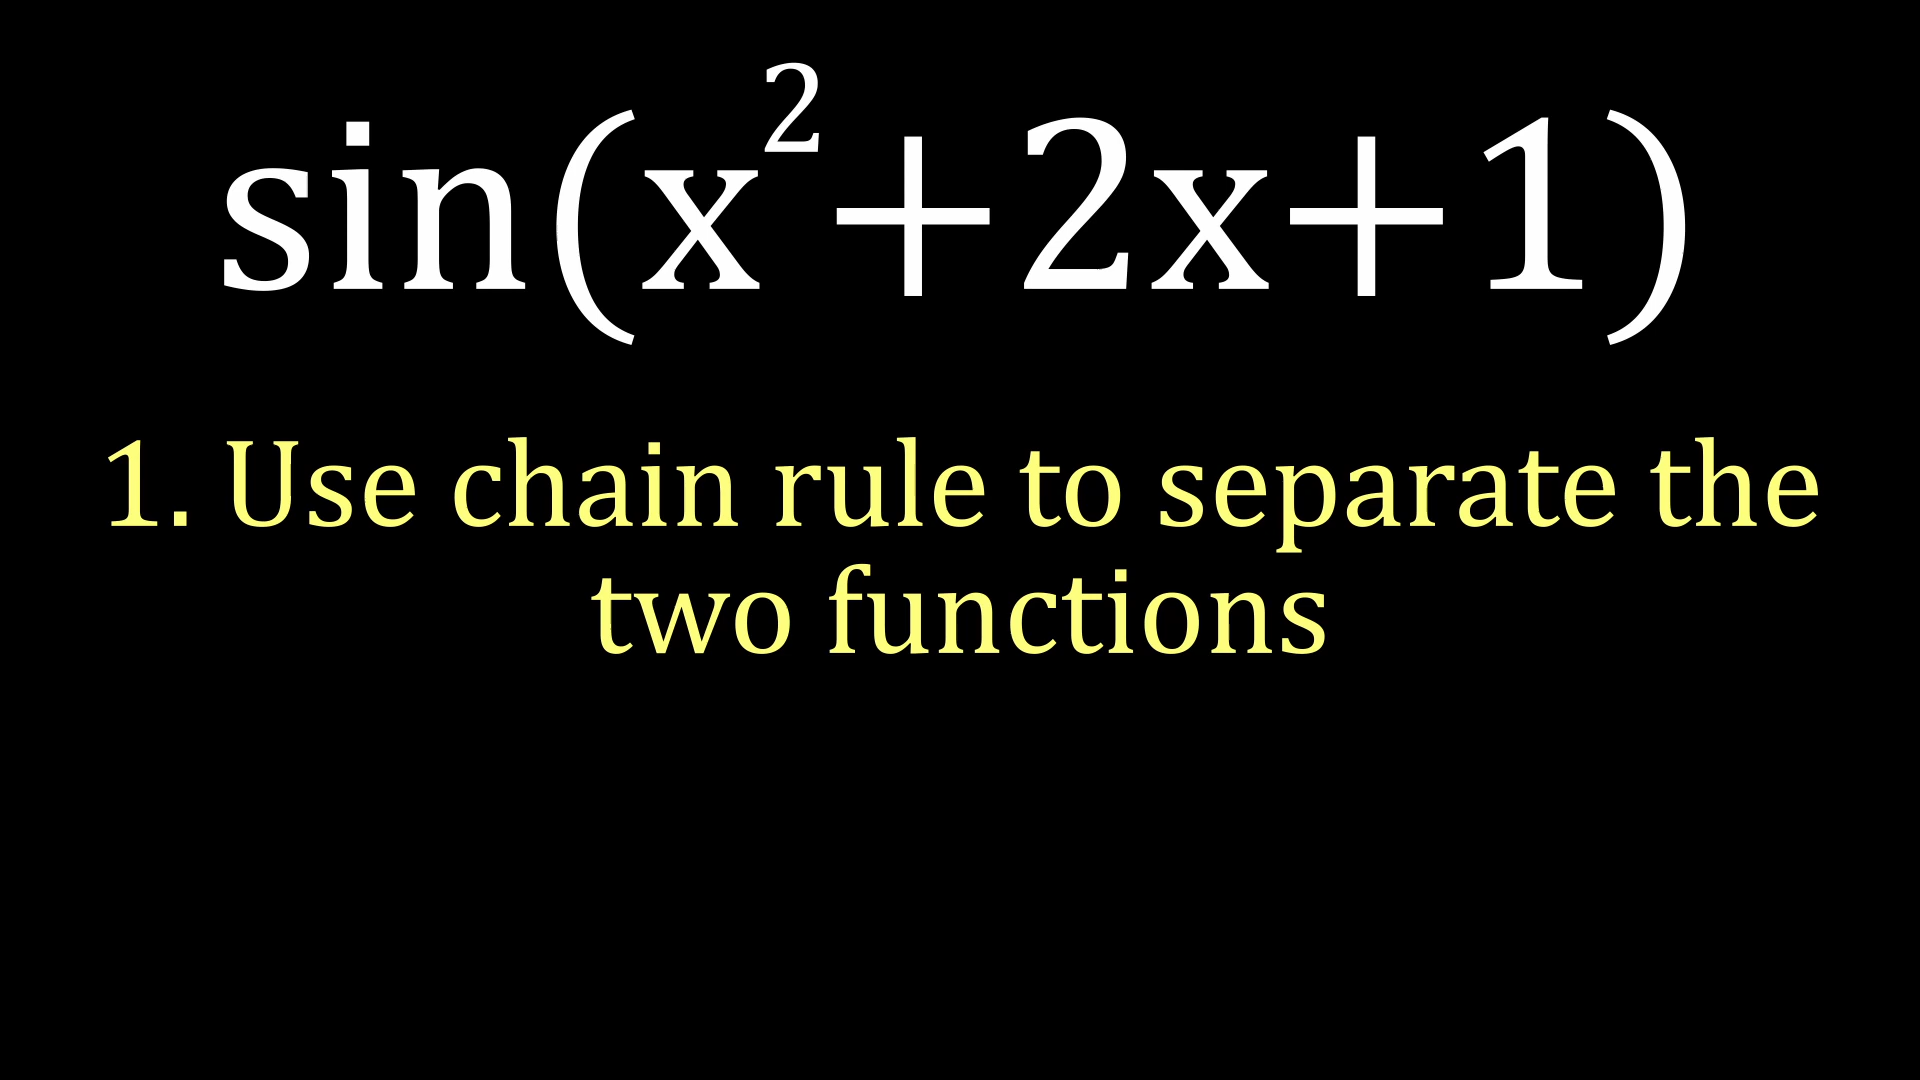 sin(x²+2x+1)
1. Use chain rule to separate the
two functions